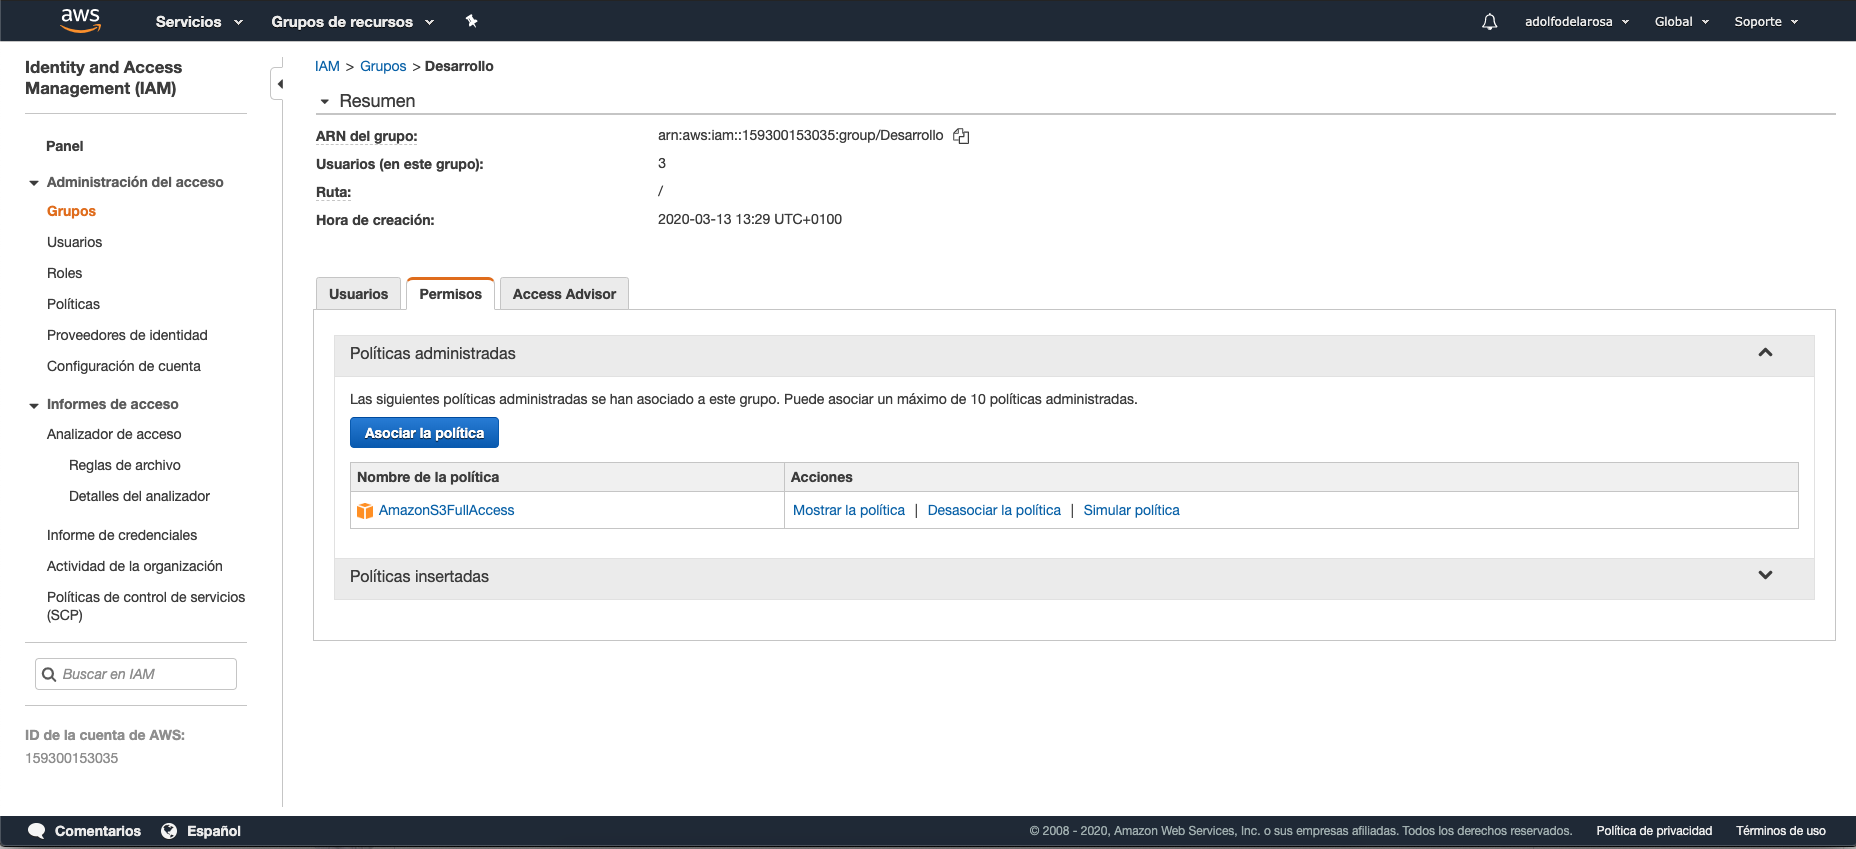 aws Servicios Grupos de recursos adolfodelarosa Global Soporte
Identity and Access
Management (IAM)
Panel
Administración del acceso
Grupos
Usuarios
Roles
Políticas
Proveedores de identidad
Configuración de cuenta
Informes de acceso
Analizador de acceso
Reglas de archivo
Detalles del analizador
Informe de credenciales
Actividad de la organización
Políticas de control de servicios
(SCP)
Buscar en IAM
ID de la cuenta de AWS:
159300153035
IAM > Grupos > Desarrollo
Resumen
ARN del grupo: arn:aws:iam::159300153035:group/Desarrollo
Usuarios (en este grupo): 3
Ruta: /
Hora de creación: 2020-03-13 13:29 UTC+0100
Usuarios Permisos Access Advisor
Políticas administradas
Las siguientes políticas administradas se han asociado a este grupo. Puede asociar un máximo de 10 políticas administradas.
Asociar la política
Nombre de la política Acciones
AmazonS3FullAccess Mostrar la política | Desasociar la política | Simular política
Políticas insertadas
Comentarios Español © 2008 - 2020, Amazon Web Services, Inc. o sus empresas afiliadas. Todos los derechos reservados. Política de privacidad Términos de uso